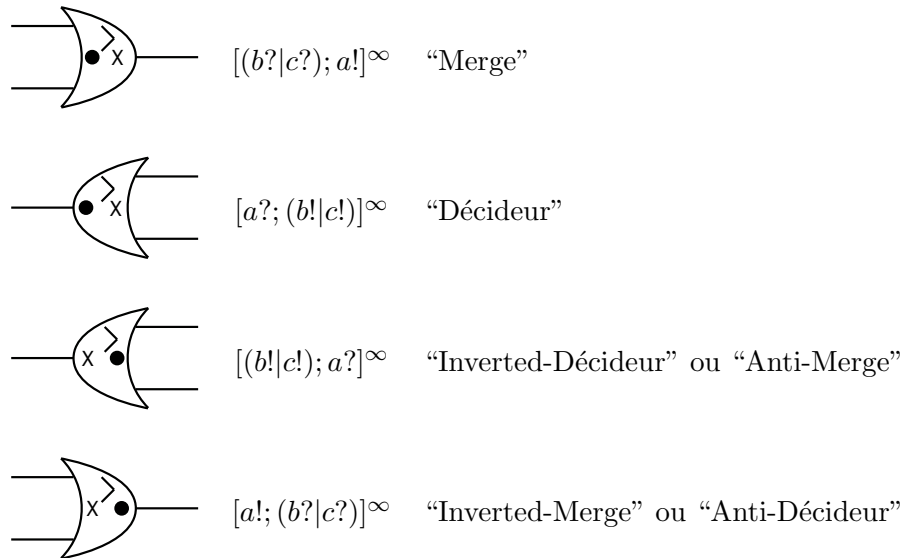 X [(b?|c?); a!]∞ “Merge”
X [a?; (b!|c!)]∞ “Décideur”
X [(b!|c!); a?]∞ “Inverted-Décideur” ou “Anti-Merge”
X [a!; (b?|c?)]∞ “Inverted-Merge” ou “Anti-Décideur”